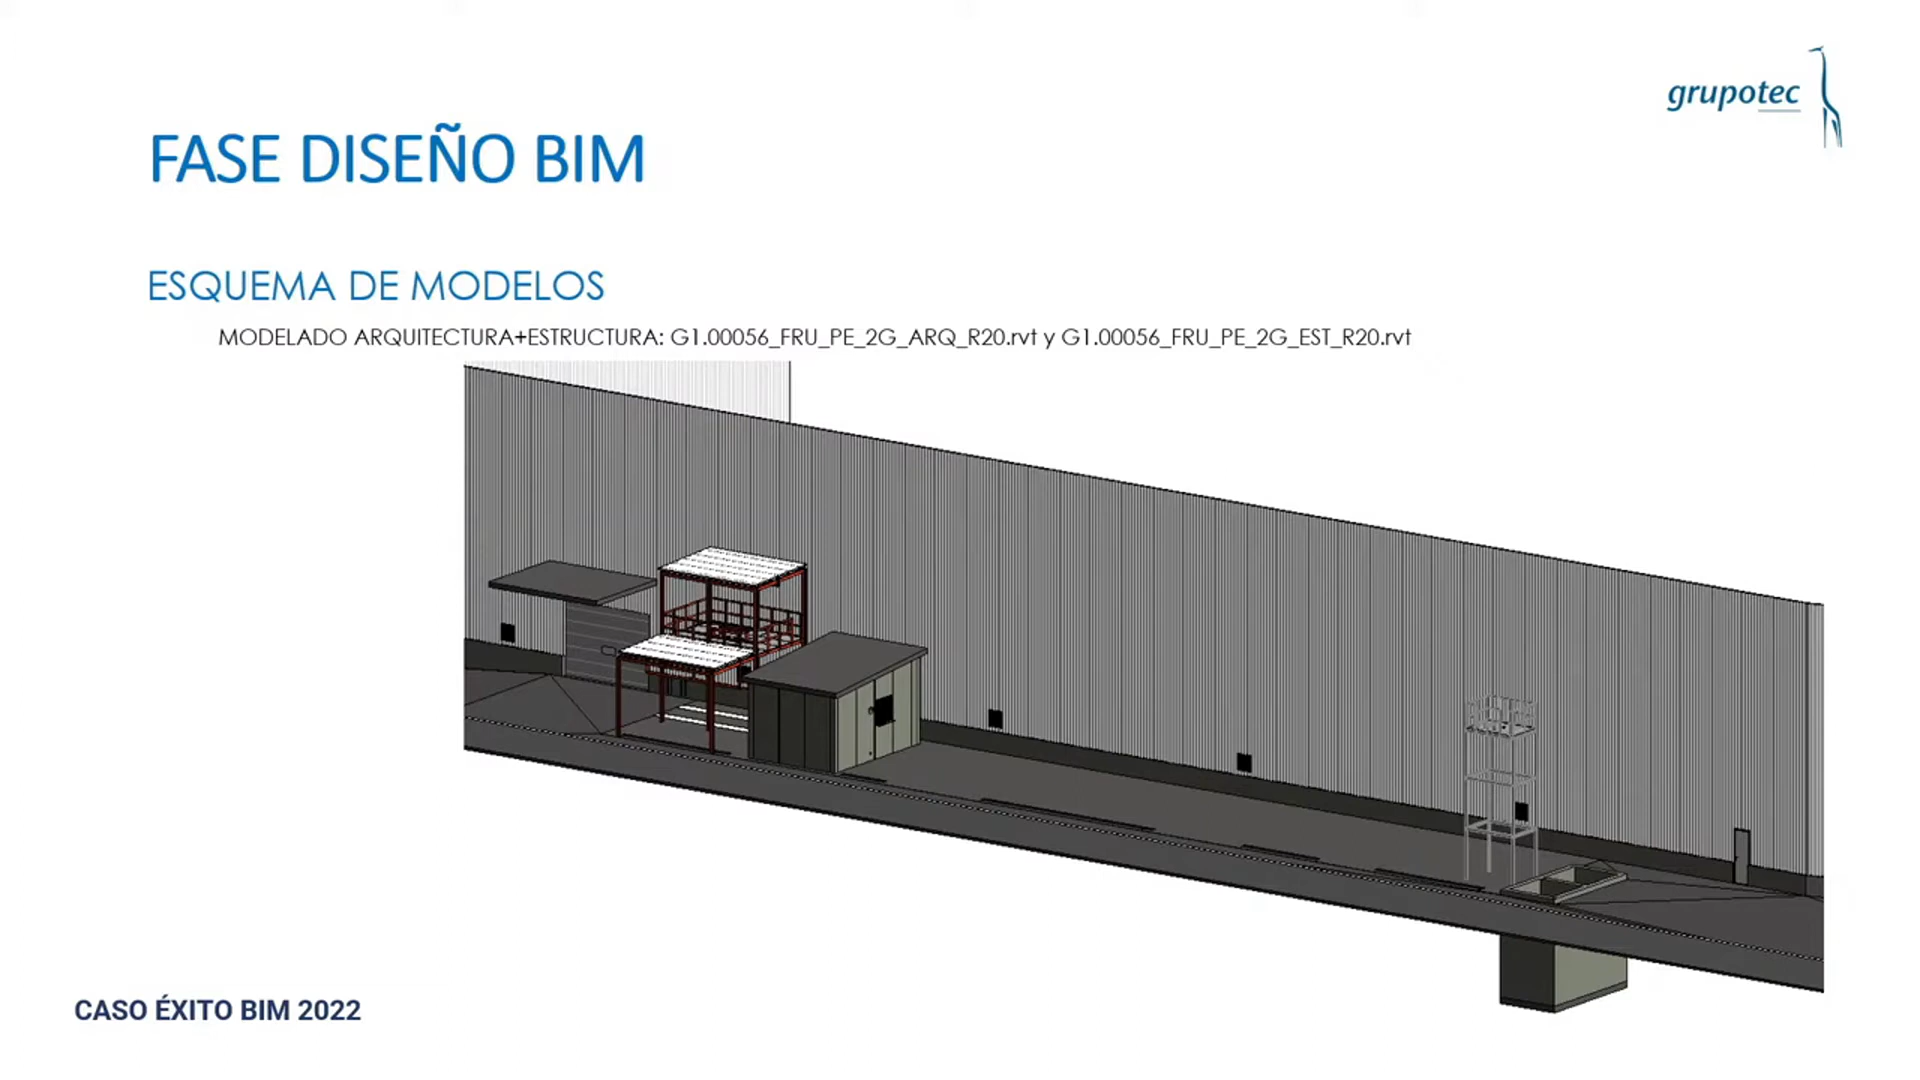 grupotec
FASE DISEÑO BIM
ESQUEMA DE MODELOS
MODELADO ARQUITECTURA+ESTRUCTURA: G1.00056_FRU_PE_2G_ARQ_R20.rvt y G1.00056_FRU_PE_2G_EST_R20.rvt
CASO ÉXITO BIM 2022